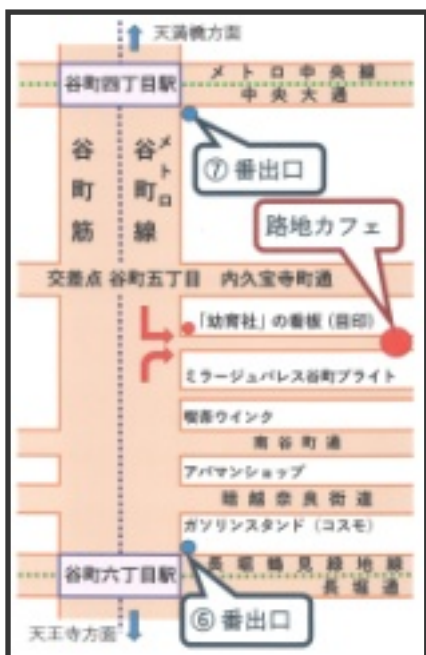 天満橋方面
谷町四丁目駅
メトロ中央線
中央大通
⑦番出口
谷町筋
メトロ
谷町線
路地カフェ
交差点 谷町五丁目 内久宝寺町通
「幼育社」の看板（目印）
ミラージュパレス谷町ブライト
喫茶ウインク
南谷町通
アパマンショップ
暗越奈良街道
ガソリンスタンド（コスモ）
谷町六丁目駅
長堀鶴見緑地線
長堀通
⑥番出口
天王寺方面